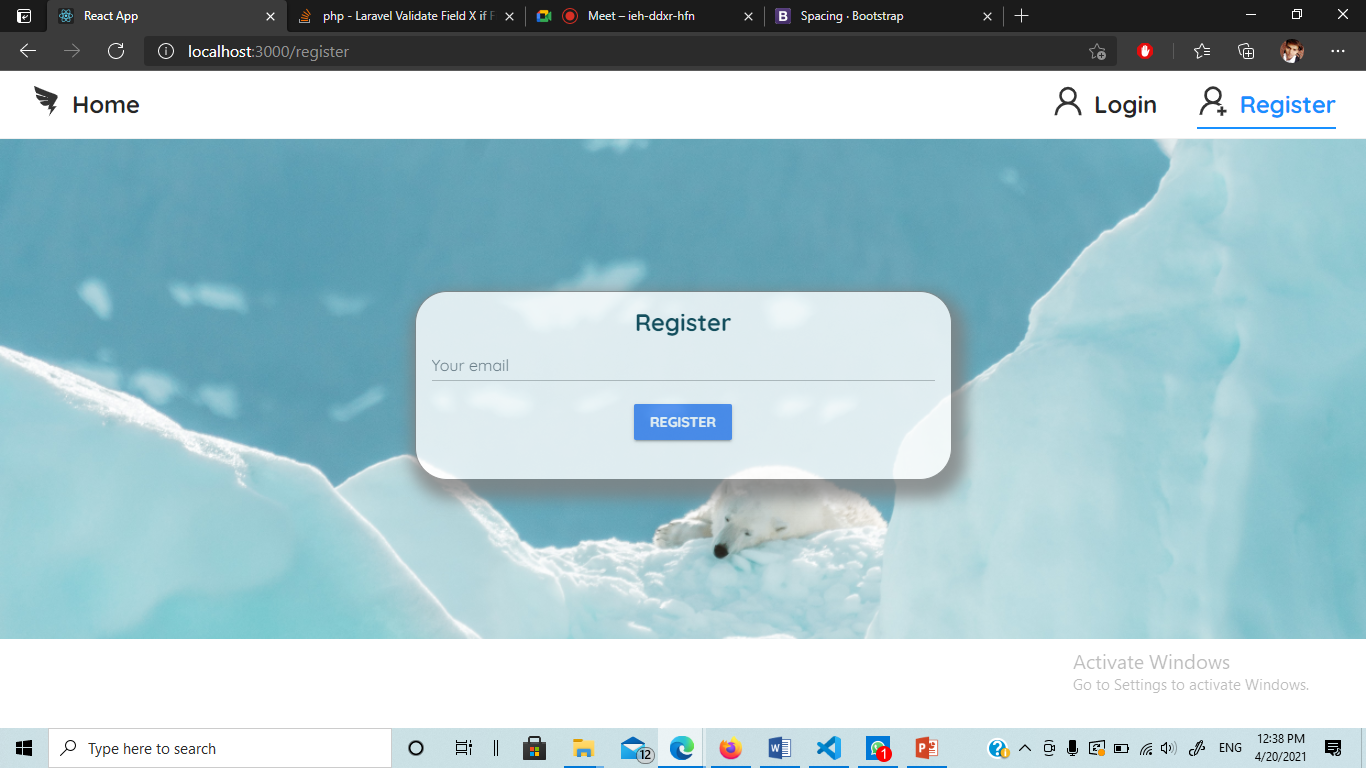 React App
php - Laravel Validate Field X if F
Meet – ieh-ddxr-hfn
B
Spacing · Bootstrap
localhost:3000/register
Home
Login
Register
Register
Your email
REGISTER
Activate Windows
Go to Settings to activate Windows.
Type here to search
12
1
ENG
12:38 PM
4/20/2021